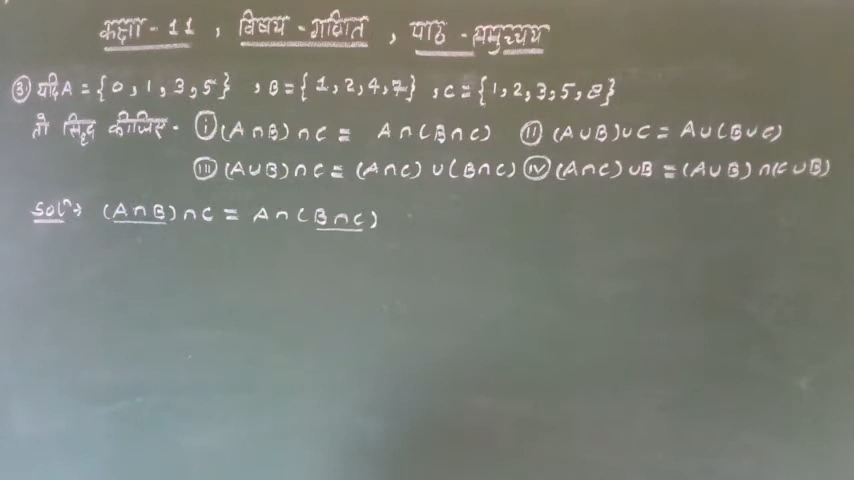 कक्षा - 11 , विषय - गणित , पाठ - समुच्चय
③ यदि A = {0, 1, 3, 5} , B = {1, 2, 4, 7} , C = {1, 2, 3, 5, 8}
तो सिद्ध कीजिए - (i) (A ∩ B) ∩ C = A ∩ (B ∩ C) (ii) (A ∪ B) ∪ C = A ∪ (B ∪ C)
(iii) (A ∪ B) ∩ C = (A ∩ C) ∪ (B ∩ C) (iv) (A ∩ C) ∪ B = (A ∪ B) ∩ (C ∪ B)
Solⁿ→ (A ∩ B) ∩ C = A ∩ (B ∩ C)